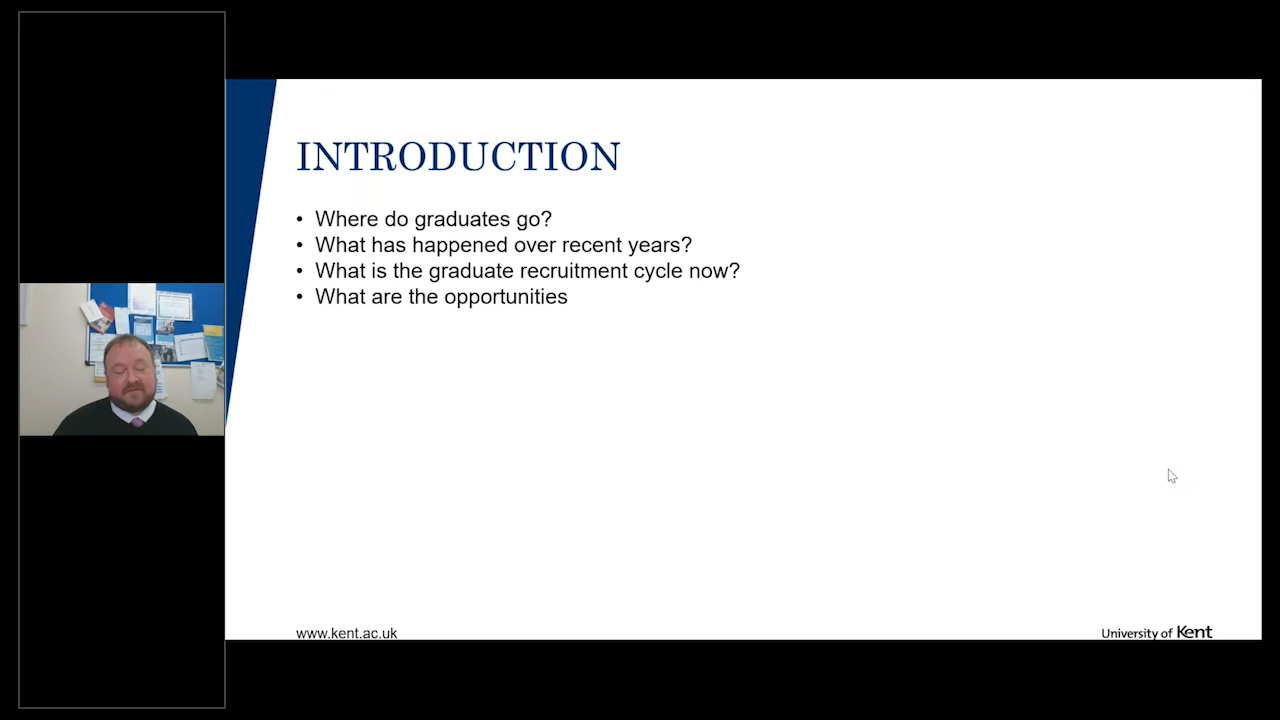 INTRODUCTION
• Where do graduates go?
• What has happened over recent years?
• What is the graduate recruitment cycle now?
• What are the opportunities
www.kent.ac.uk
University of Kent